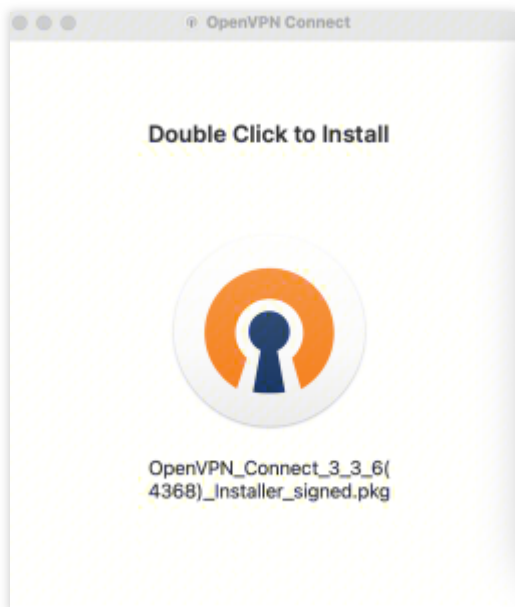 OpenVPN Connect
Double Click to Install
OpenVPN_Connect_3_3_6(
4368)_Installer_signed.pkg